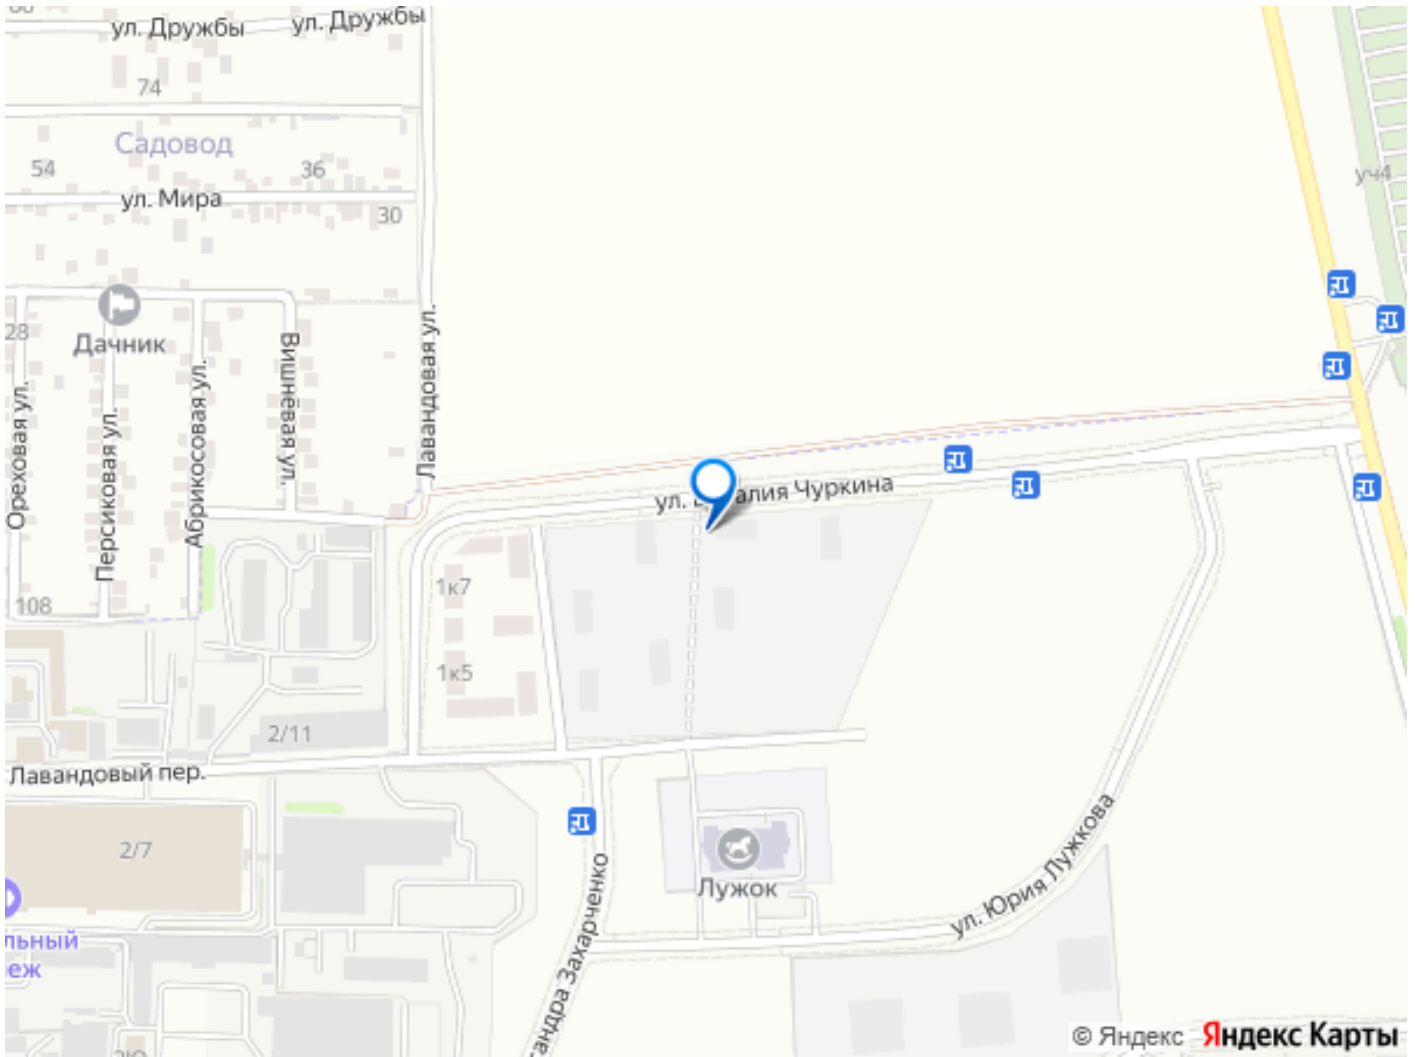 ул. Дружбы
ул. Дружбы
74
Садовод
54
36
ул. Мира
30
уч4
28
Дачник
Ореховая ул.
Персиковая ул.
Абрикосовая ул.
Вишнёвая ул.
Лавандовая ул.
ул. алия Чуркина
108
1к7
1к5
2/11
Лавандовый пер.
2/7
Лужок
ул. Юрия Лужкова
сандра Захарченко
льный
еж
© Яндекс Яндекс Карты